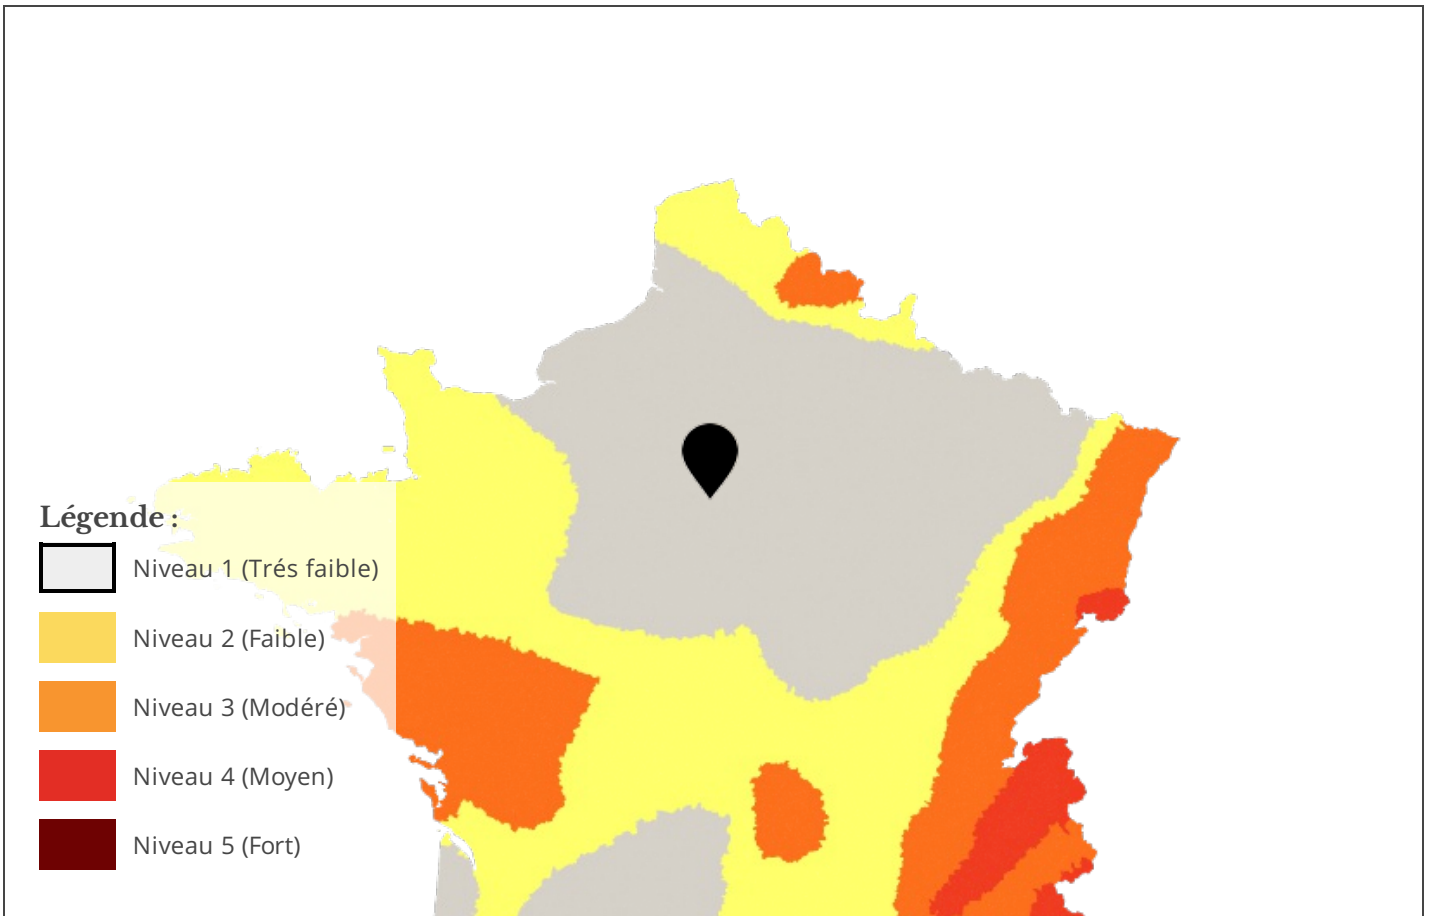 Légende :
Niveau 1 (Trés faible)
Niveau 2 (Faible)
Niveau 3 (Modéré)
Niveau 4 (Moyen)
Niveau 5 (Fort)